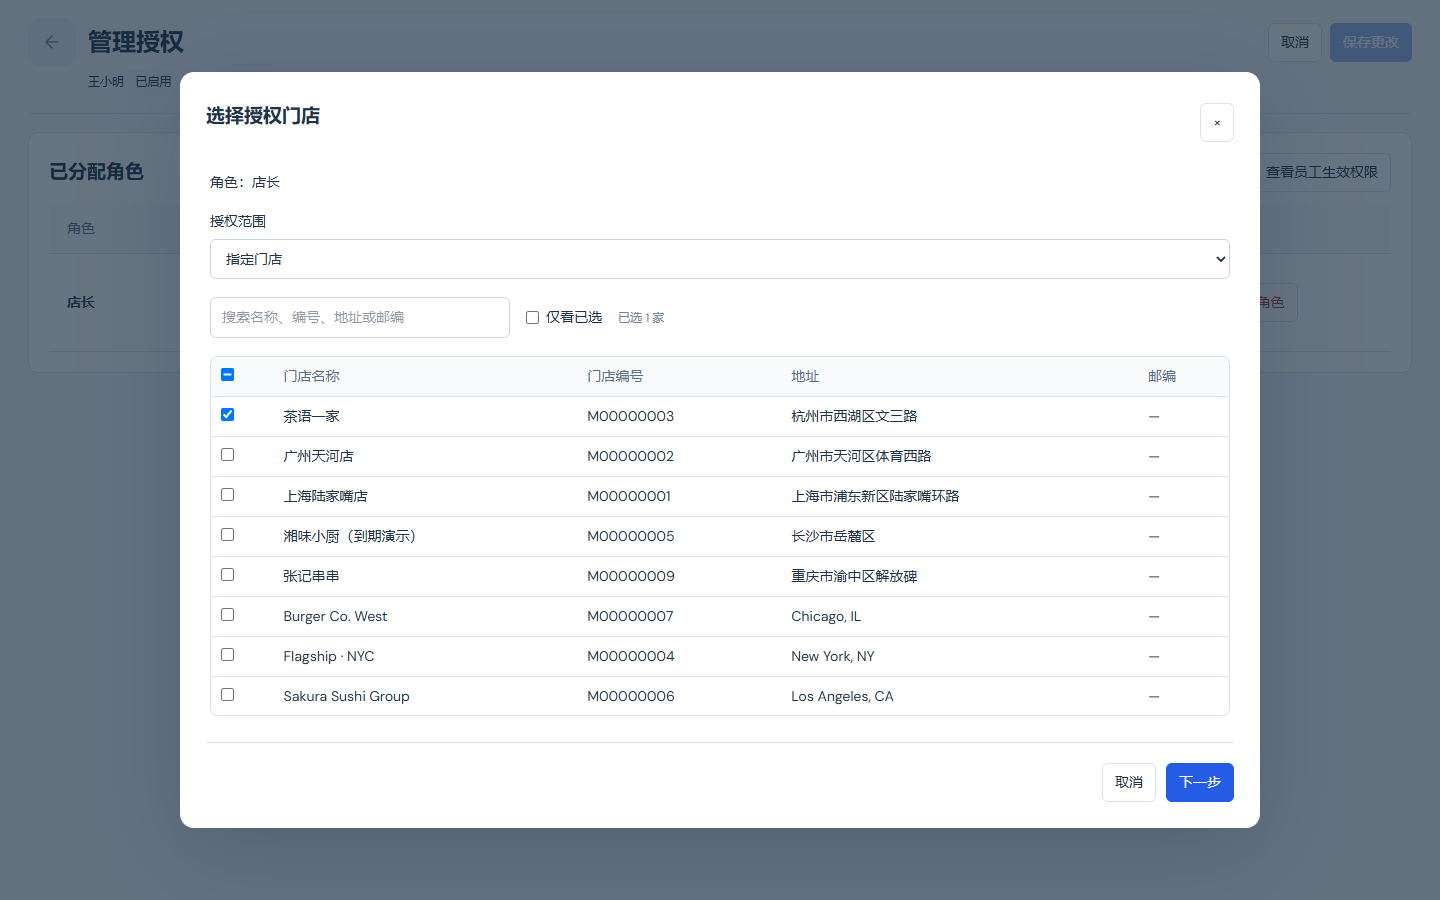 管理授权
取消
保存更改
王小明 已启用
选择授权门店
×
已分配角色
查看员工生效权限
角色：店长
授权范围
角色
指定门店
店长
角色
搜索名称、编号、地址或邮编
仅看已选
已选 1 家
门店名称 门店编号 地址 邮编
茶语一家 M00000003 杭州市西湖区文三路 —
广州天河店 M00000002 广州市天河区体育西路 —
上海陆家嘴店 M00000001 上海市浦东新区陆家嘴环路 —
湘味小厨（到期演示） M00000005 长沙市岳麓区 —
张记串串 M00000009 重庆市渝中区解放碑 —
Burger Co. West M00000007 Chicago, IL —
Flagship · NYC M00000004 New York, NY —
Sakura Sushi Group M00000006 Los Angeles, CA —
取消
下一步